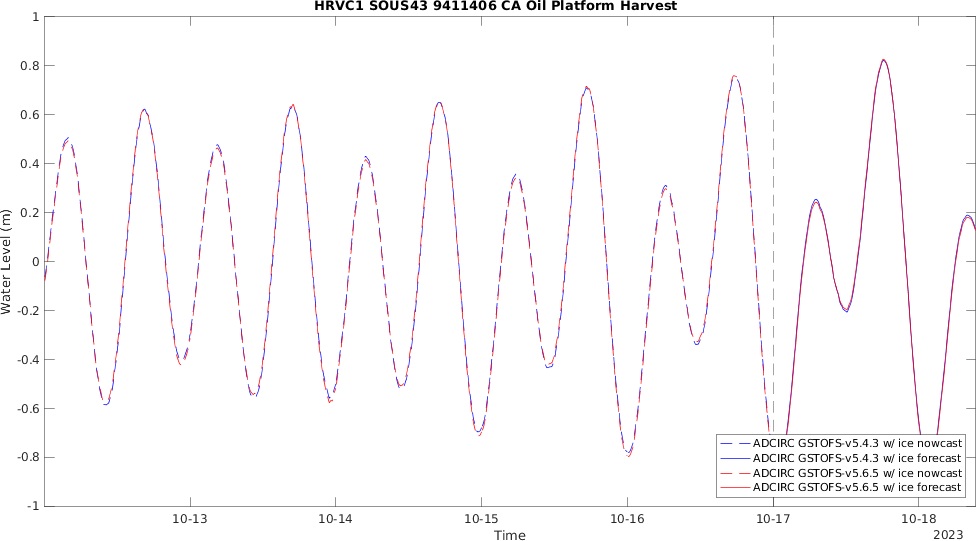 HRVC1 SOUS43 9411406 CA Oil Platform Harvest
1
0.8
0.6
0.4
0.2
0
-0.2
-0.4
-0.6
-0.8
-1
Water Level (m)
10-13
10-14
10-15
10-16
10-17
10-18
Time
2023
ADCIRC GSTOFS-v5.4.3 w/ ice nowcast
ADCIRC GSTOFS-v5.4.3 w/ ice forecast
ADCIRC GSTOFS-v5.6.5 w/ ice nowcast
ADCIRC GSTOFS-v5.6.5 w/ ice forecast